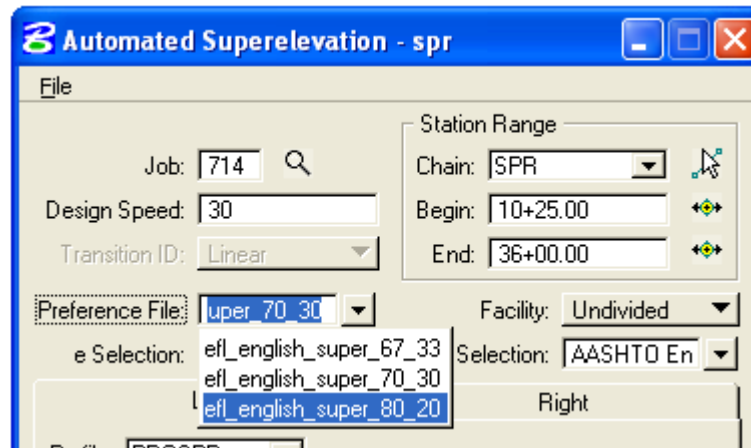 Automated Superelevation - spr
File
Station Range
Job: 714
Chain: SPR
Design Speed: 30
Begin: 10+25.00
Transition ID: Linear
End: 36+00.00
Preference File: uper_70_30
Facility: Undivided
e Selection:
Selection: AASHTO En
efl_english_super_67_33
efl_english_super_70_30
efl_english_super_80_20
Right